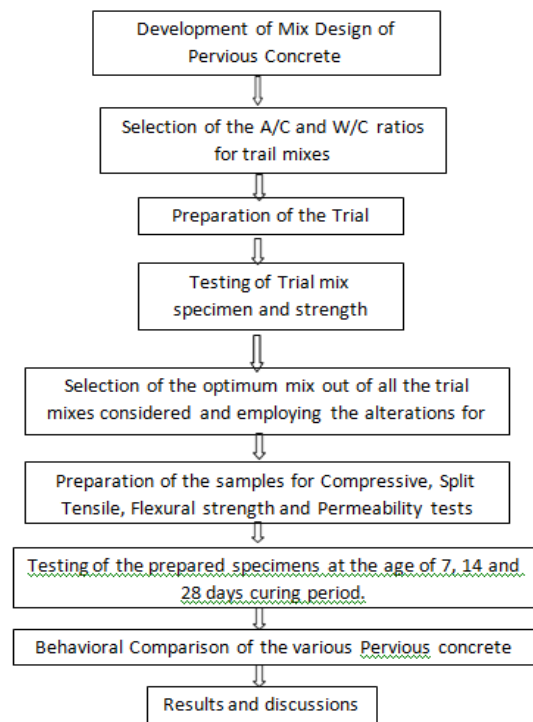 Development of Mix Design of
Pervious Concrete
Selection of the A/C and W/C ratios
for trail mixes
Preparation of the Trial
Testing of Trial mix
specimen and strength
Selection of the optimum mix out of all the trial
mixes considered and employing the alterations for
Preparation of the samples for Compressive, Split
Tensile, Flexural strength and Permeability tests
Testing of the prepared specimens at the age of 7, 14 and
28 days curing period.
Behavioral Comparison of the various Pervious concrete
Results and discussions